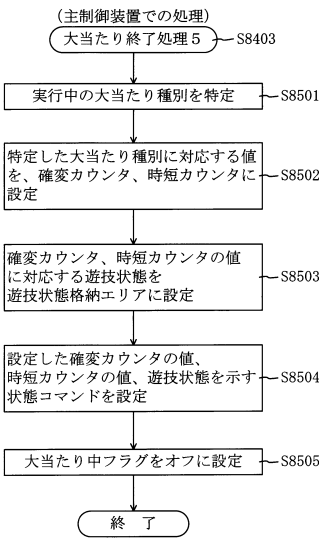 (主制御装置での処理)
大当たり終了処理5
S8403
実行中の大当たり種別を特定
S8501
特定した大当たり種別に対応する値
を、確変カウンタ、時短カウンタに
設定
S8502
確変カウンタ、時短カウンタの値
に対応する遊技状態を
遊技状態格納エリアに設定
S8503
設定した確変カウンタの値、
時短カウンタの値、遊技状態を示す
状態コマンドを設定
S8504
大当たり中フラグをオフに設定
S8505
終 了